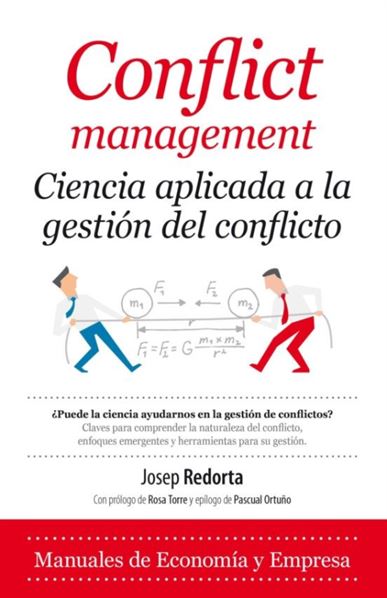 Conflict
management
Ciencia aplicada a la
gestión del conflicto
F₁ F₂
m₁ m₂
r
F₁ = F₂ = G m₁ × m₂ / r²
¿Puede la ciencia ayudarnos en la gestión de conflictos?
Claves para comprender la naturaleza del conflicto,
enfoques emergentes y herramientas para su gestión.
Josep Redorta
Con prólogo de Rosa Torre y epílogo de Pascual Ortuño
Manuales de Economía y Empresa